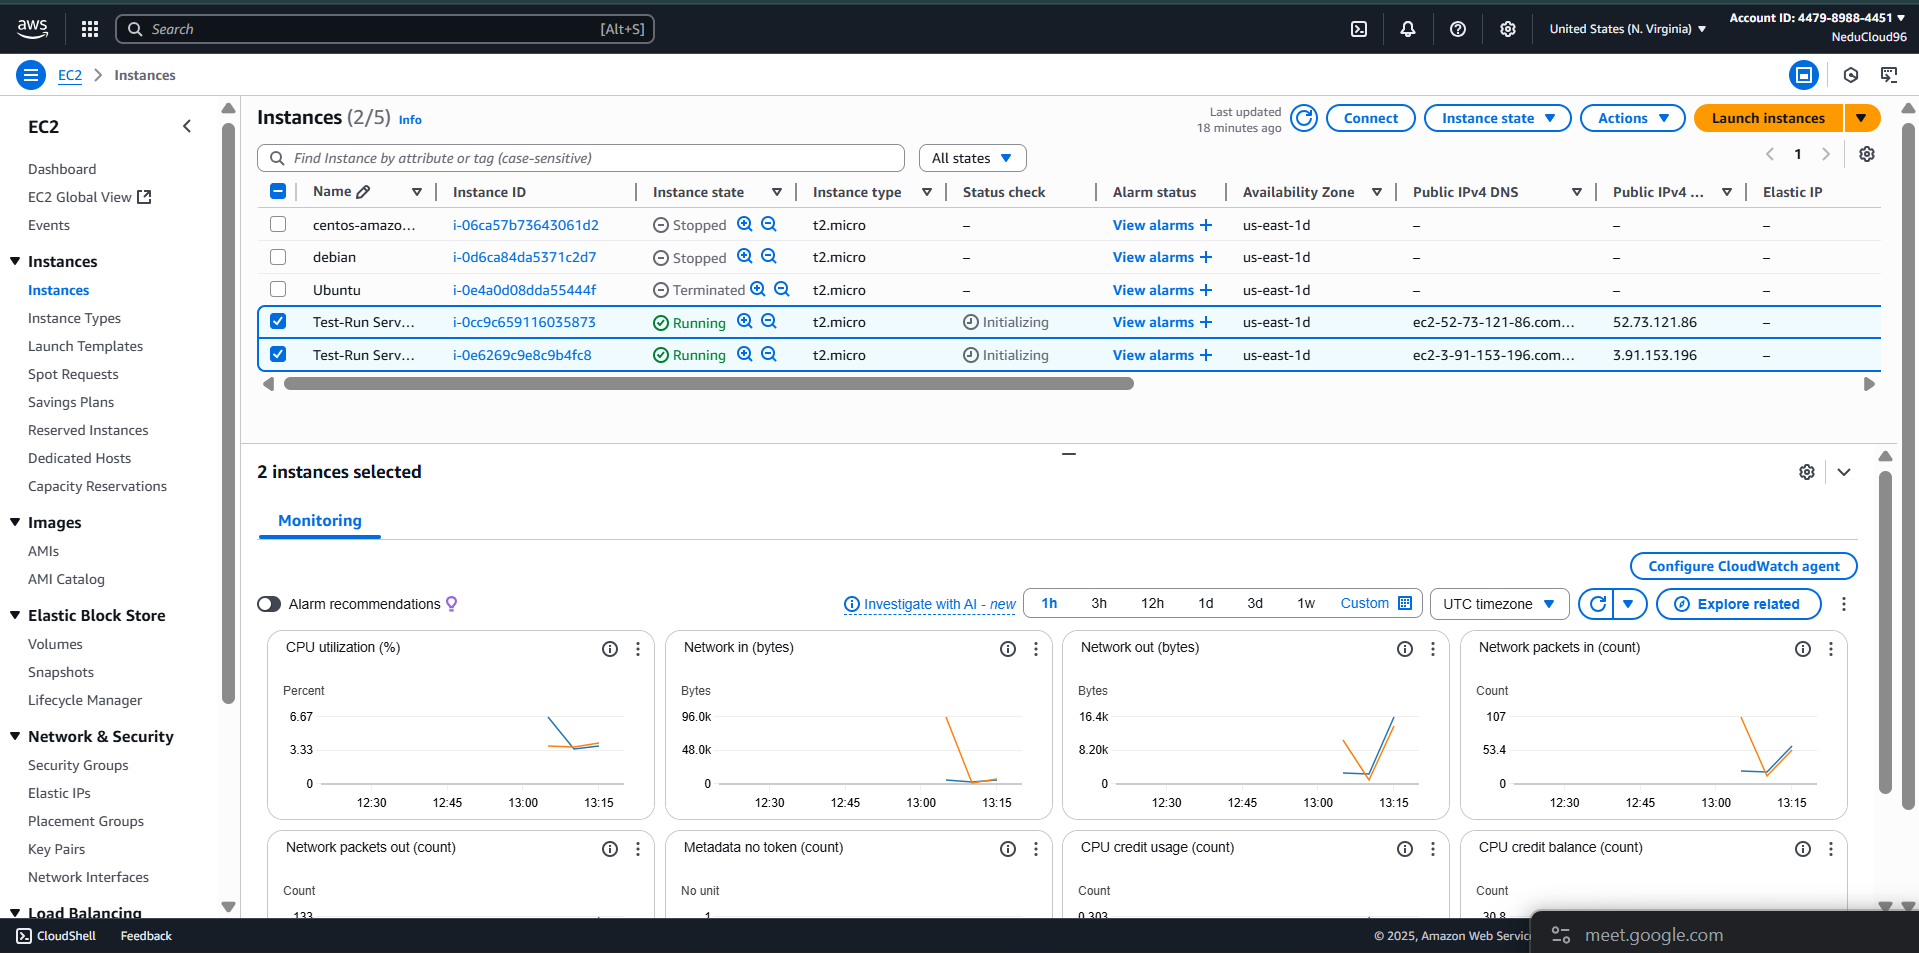 aws
Search [Alt+S]
United States (N. Virginia)
Account ID: 4479-8988-4451
NeduCloud96
EC2 Instances
EC2
Dashboard
EC2 Global View
Events
Instances
Instances
Instance Types
Launch Templates
Spot Requests
Savings Plans
Reserved Instances
Dedicated Hosts
Capacity Reservations
Images
AMIs
AMI Catalog
Elastic Block Store
Volumes
Snapshots
Lifecycle Manager
Network & Security
Security Groups
Elastic IPs
Placement Groups
Key Pairs
Network Interfaces
Load Balancing
Instances (2/5) Info
Last updated
18 minutes ago
Connect Instance state Actions Launch instances
Find Instance by attribute or tag (case-sensitive) All states 1
Name Instance ID Instance state Instance type Status check Alarm status Availability Zone Public IPv4 DNS Public IPv4 ... Elastic IP
centos-amazo... i-06ca57b73643061d2 Stopped t2.micro – View alarms + us-east-1d – – –
debian i-0d6ca84da5371c2d7 Stopped t2.micro – View alarms + us-east-1d – – –
Ubuntu i-0e4a0d08dda55444f Terminated t2.micro – View alarms + us-east-1d – – –
Test-Run Serv... i-0cc9c659116035873 Running t2.micro Initializing View alarms + us-east-1d ec2-52-73-121-86.com... 52.73.121.86 –
Test-Run Serv... i-0e6269c9e8c9b4fc8 Running t2.micro Initializing View alarms + us-east-1d ec2-3-91-153-196.com... 3.91.153.196 –
2 instances selected
Monitoring
Configure CloudWatch agent
Alarm recommendations
Investigate with AI - new
1h 3h 12h 1d 3d 1w Custom
UTC timezone
Explore related
CPU utilization (%)
Percent
6.67
3.33
0
12:30 12:45 13:00 13:15
Network in (bytes)
Bytes
96.0k
48.0k
0
12:30 12:45 13:00 13:15
Network out (bytes)
Bytes
16.4k
8.20k
0
12:30 12:45 13:00 13:15
Network packets in (count)
Count
107
53.4
0
12:30 12:45 13:00 13:15
Network packets out (count)
Count
133
Metadata no token (count)
No unit
1
CPU credit usage (count)
Count
0.303
CPU credit balance (count)
Count
30.8
CloudShell Feedback
© 2025, Amazon Web
meet.google.com